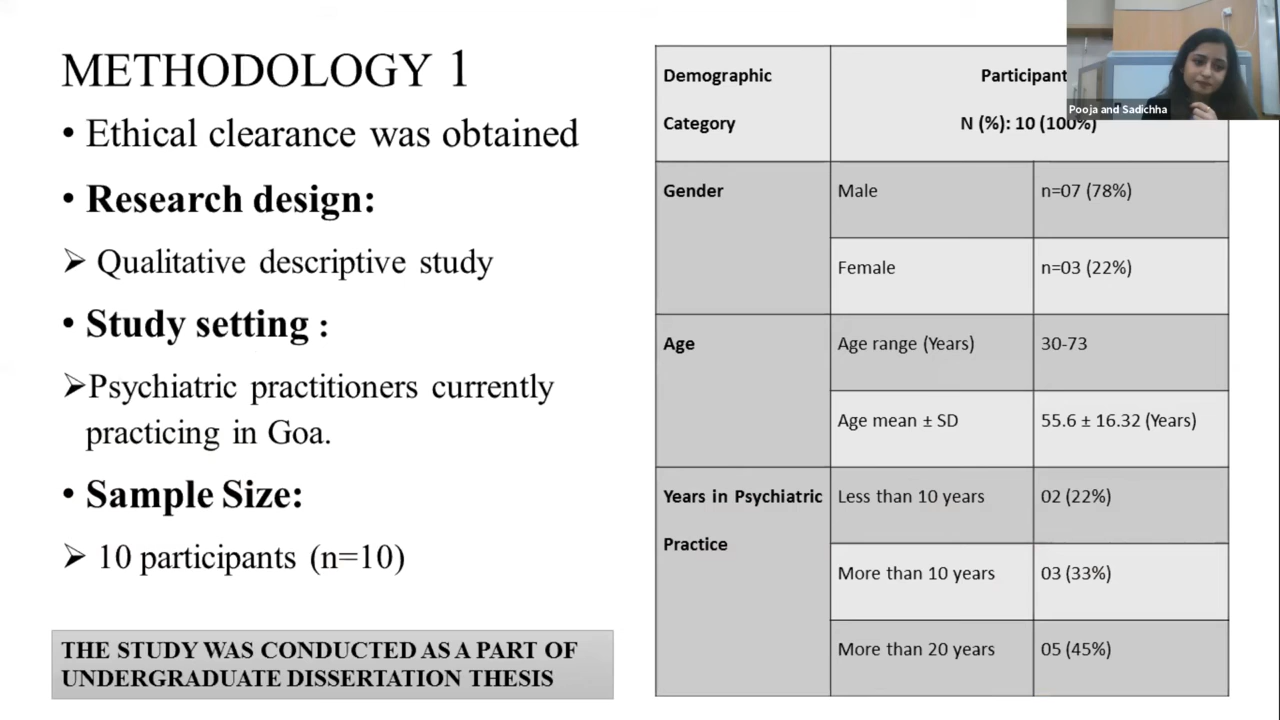 METHODOLOGY 1
• Ethical clearance was obtained
• Research design:
➢ Qualitative descriptive study
• Study setting :
➢Psychiatric practitioners currently
practicing in Goa.
• Sample Size:
➢ 10 participants (n=10)
THE STUDY WAS CONDUCTED AS A PART OF
UNDERGRADUATE DISSERTATION THESIS
Demographic
Category
Participant
N (%): 10 (100%)
Gender
Male
n=07 (78%)
Female
n=03 (22%)
Age
Age range (Years)
30-73
Age mean ± SD
55.6 ± 16.32 (Years)
Years in Psychiatric
Practice
Less than 10 years
02 (22%)
More than 10 years
03 (33%)
More than 20 years
05 (45%)
Pooja and Sadichha